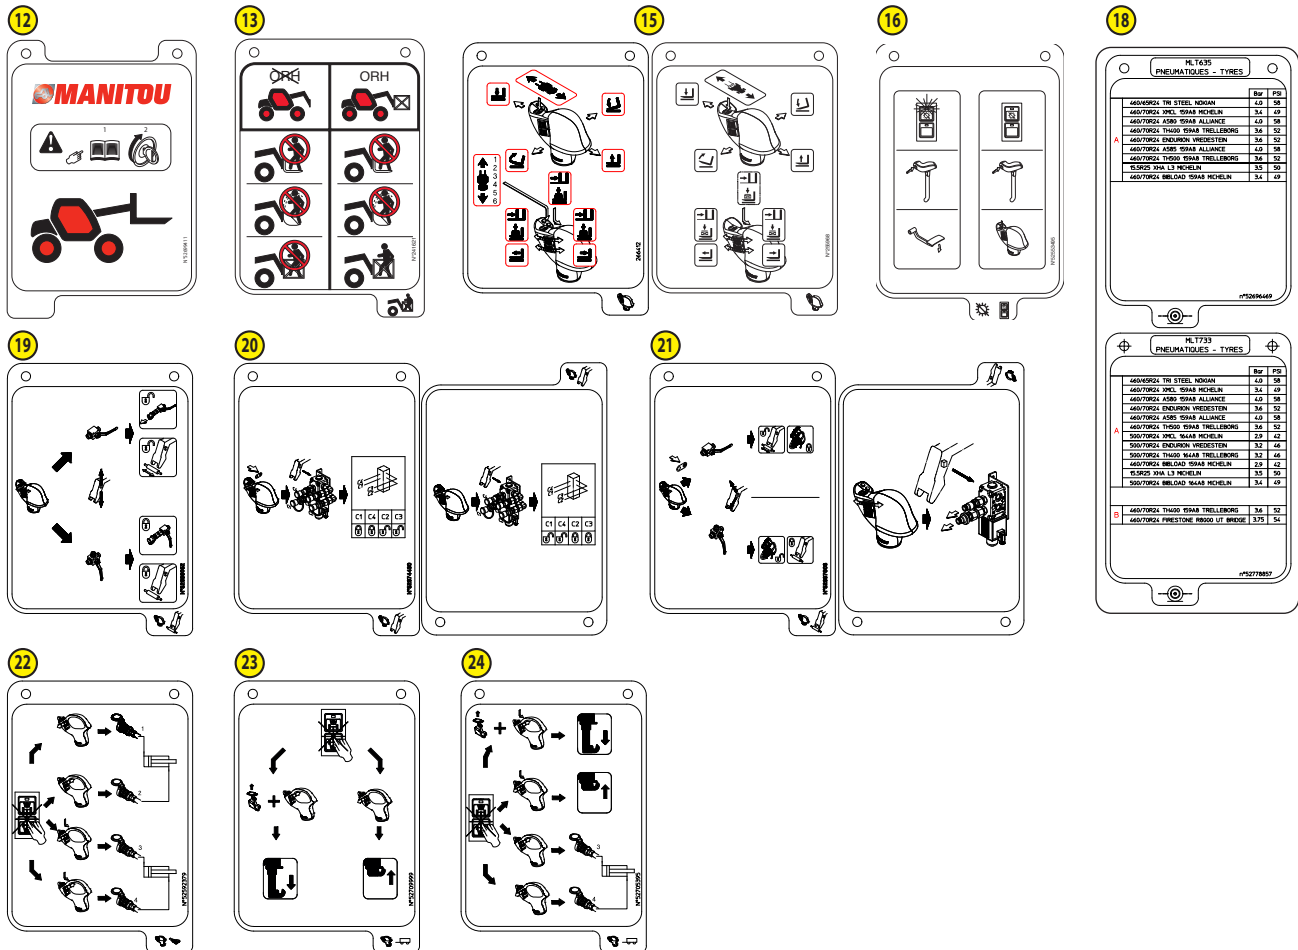 12
MANITOU
1
2
N°52699411
13
ORH
ORH
N°241621
15
1
2
3
4
5
6
266412
16
18
MLT635
PNEUMATIQUES - TYRES
Bar PSI
A
460/65R24 TRI STEEL NOKIAN 4.0 58
460/70R24 XMCL 159A8 MICHELIN 3.4 49
460/70R24 A580 159A8 ALLIANCE 4.0 58
460/70R24 TH400 159A8 TRELLEBORG 3.6 52
460/70R24 ENDURION VREDESTEIN 3.6 52
460/70R24 A585 159A8 ALLIANCE 4.0 58
460/70R24 TH500 159A8 TRELLEBORG 3.6 52
15.5R25 XHA L3 MICHELIN 3.5 50
460/70R24 BIBLOAD 159A8 MICHELIN 3.4 49
n°52696469
MLT733
PNEUMATIQUES - TYRES
Bar PSI
A
460/65R24 TRI STEEL NOKIAN 4.0 58
460/70R24 XMCL 159A8 MICHELIN 3.4 49
460/70R24 A580 159A8 ALLIANCE 4.0 58
460/70R24 ENDURION VREDESTEIN 3.6 52
460/70R24 A585 159A8 ALLIANCE 4.0 58
460/70R24 TH500 159A8 TRELLEBORG 3.6 52
500/70R24 XMCL 164A8 MICHELIN 2.9 42
500/70R24 ENDURION VREDESTEIN 3.2 46
500/70R24 TH400 164A8 TRELLEBORG 3.2 46
460/70R24 BIBLOAD 159A8 MICHELIN 2.9 42
15.5R25 XHA L3 MICHELIN 3.5 50
500/70R24 BIBLOAD 164A8 MICHELIN 3.4 49
B
460/70R24 TH400 159A8 TRELLEBORG 3.6 52
460/70R24 FIRESTONE R8000 UT BRIDGE 3.75 54
n°52778857
19
20
C1 C4 C2 C3
C1 C4 C2 C3
21
22
1
2
L
3
L
4
N°52592379
23
N°52709999
24
L
L
3
4
N°52705395